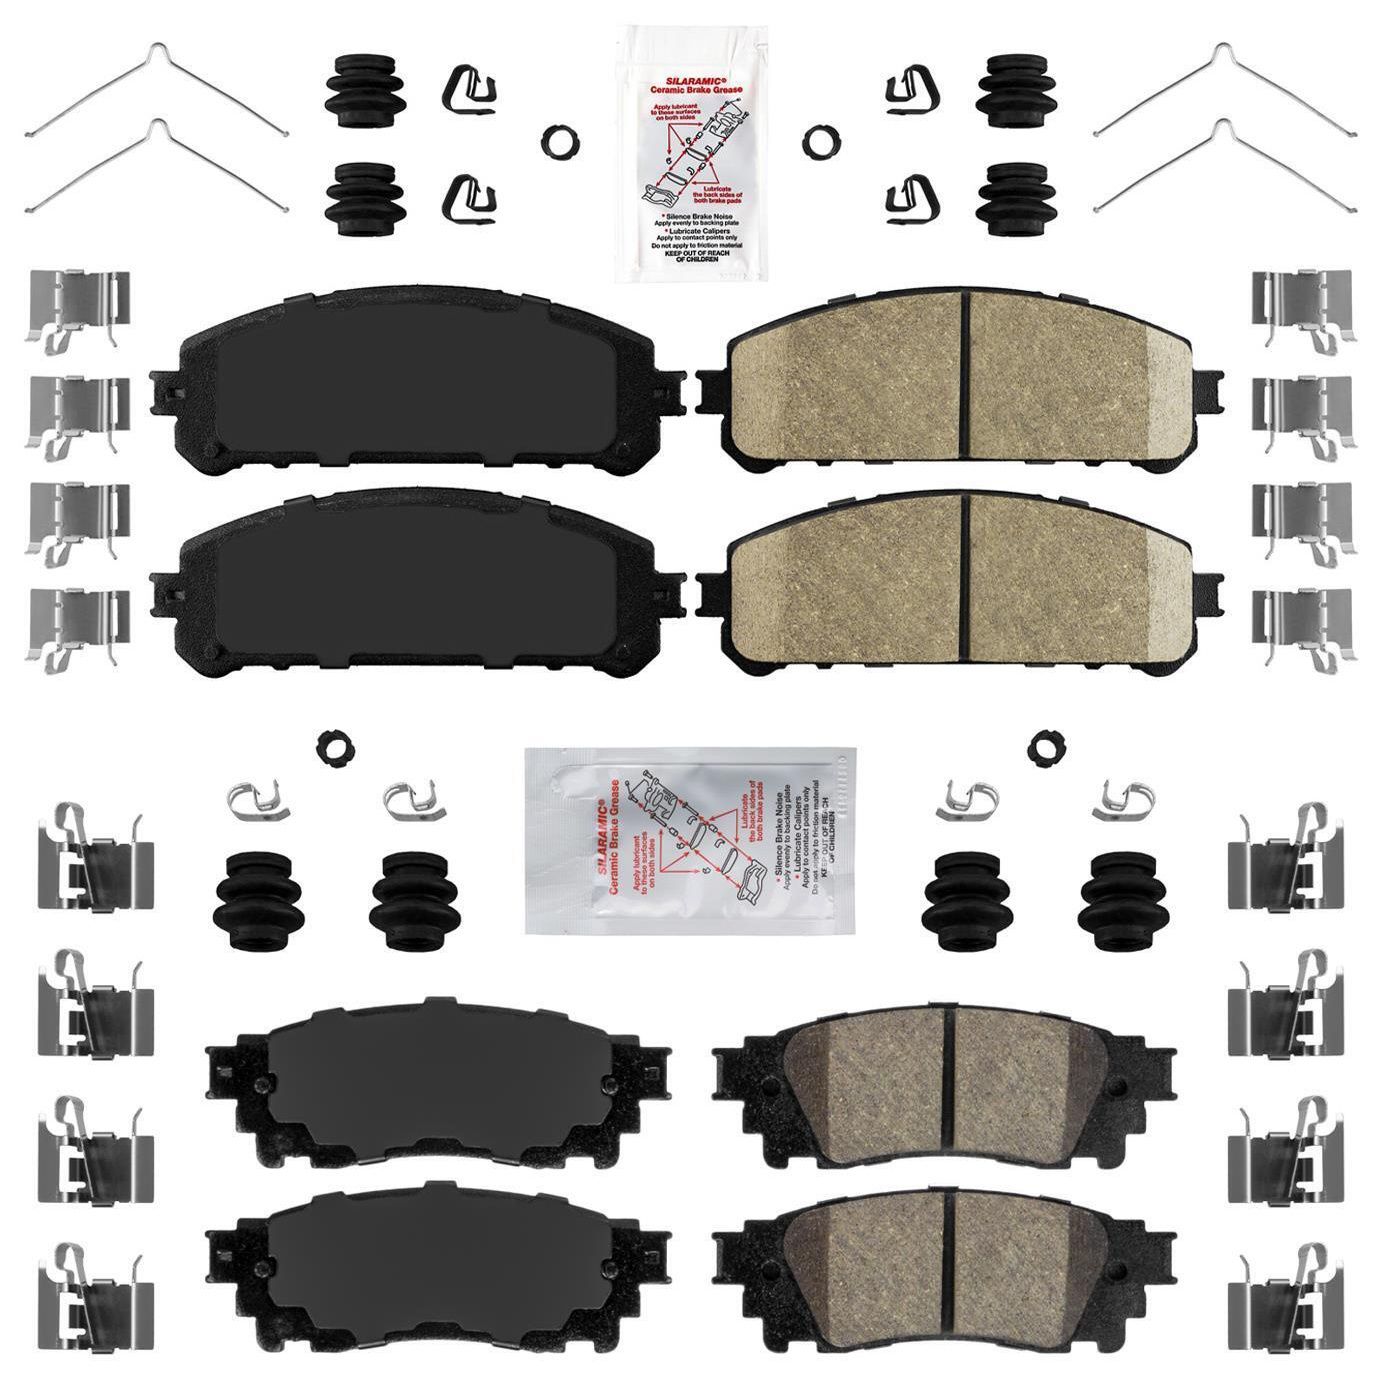 SILARAMIC®
Ceramic Brake Grease
Apply lubricant
to these surfaces
on both sides
Lubricate
the back sides of
both brake pads
* Silence Brake Noise
Apply evenly to backing plate
* Lubricate Calipers
Apply to contact points only
Do not apply to friction material
KEEP OUT OF REACH
OF CHILDREN
SILARAMIC®
Ceramic Brake Grease
Apply lubricant
to these surfaces
on both sides
Lubricate
the back sides of
both brake pads
* Silence Brake Noise
Apply evenly to backing plate
* Lubricate Calipers
Apply to contact points only
Do not apply to friction material
KEEP OUT OF REACH
OF CHILDREN